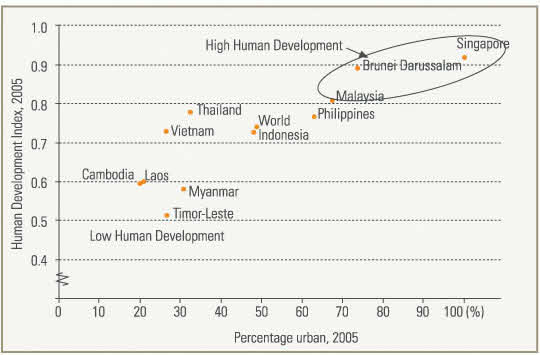 Human Development Index, 2005
1.0
0.9
0.8
0.7
0.6
0.5
0.4
High Human Development
Singapore
Brunei Darussalam
Malaysia
Philippines
Thailand
World
Vietnam
Indonesia
Cambodia
Laos
Myanmar
Timor-Leste
Low Human Development
0
10
20
30
40
50
60
70
80
90
100 (%)
Percentage urban, 2005